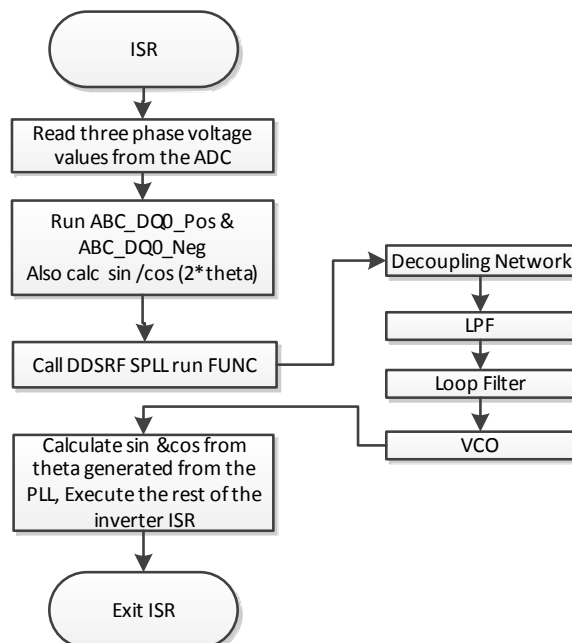 ISR
Read three phase voltage
values from the ADC
Run ABC_DQ0_Pos &
ABC_DQ0_Neg
Also calc sin /cos (2* theta)
Call DDSRF SPLL run FUNC
Decoupling Network
LPF
Loop Filter
VCO
Calculate sin &cos from
theta generated from the
PLL, Execute the rest of the
inverter ISR
Exit ISR